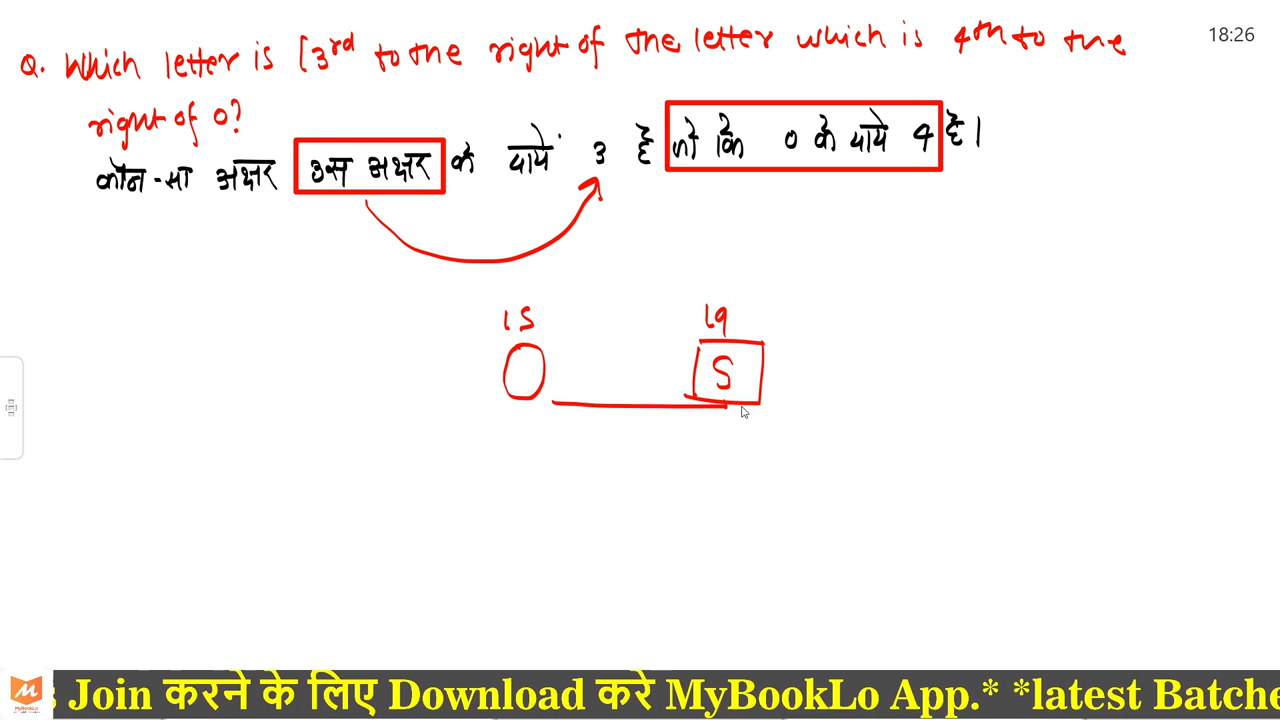 18:26
Q. Which letter is [3rd to the right of the letter which is 4th to the
right of O?
कौन-सा अक्षर उस अक्षर के दायें 3 है जो कि O के दायें 4 है।
15 19
O S
: Join करने के लिए Download करे MyBookLo App.* *latest Batche
MyBookLo